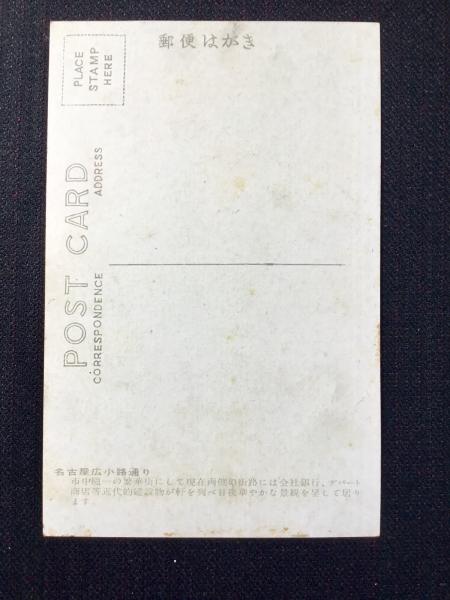 郵便はがき
PLACE
STAMP
HERE
POST CARD
CORRESPONDENCE
ADDRESS
名古屋広小路通り
市中随一の繁華街にして現在両側の街路には会社銀行、デパート
商店等近代的建設物が軒を列べ日夜華やかな景観を呈して居り
ます